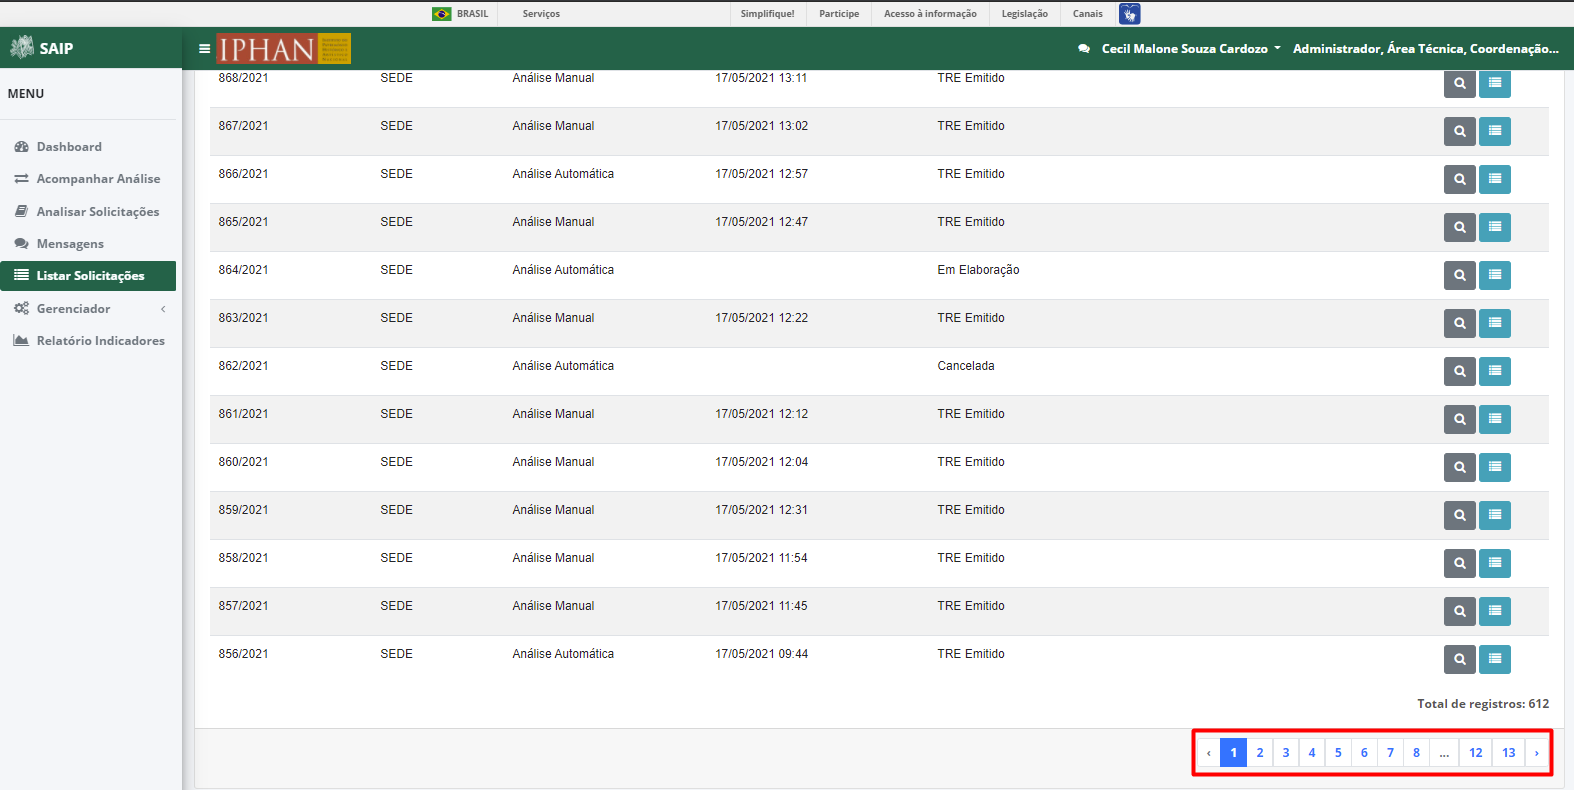 BRASIL Serviços Simplifique! Participe Acesso à informação Legislação Canais
SAIP IPHAN Cecil Malone Souza Cardozo Administrador, Área Técnica, Coordenação...
MENU
Dashboard
Acompanhar Análise
Analisar Solicitações
Mensagens
Listar Solicitações
Gerenciador
Relatório Indicadores
868/2021 SEDE Análise Manual 17/05/2021 13:11 TRE Emitido
867/2021 SEDE Análise Manual 17/05/2021 13:02 TRE Emitido
866/2021 SEDE Análise Automática 17/05/2021 12:57 TRE Emitido
865/2021 SEDE Análise Manual 17/05/2021 12:47 TRE Emitido
864/2021 SEDE Análise Automática Em Elaboração
863/2021 SEDE Análise Manual 17/05/2021 12:22 TRE Emitido
862/2021 SEDE Análise Automática Cancelada
861/2021 SEDE Análise Manual 17/05/2021 12:12 TRE Emitido
860/2021 SEDE Análise Manual 17/05/2021 12:04 TRE Emitido
859/2021 SEDE Análise Manual 17/05/2021 12:31 TRE Emitido
858/2021 SEDE Análise Manual 17/05/2021 11:54 TRE Emitido
857/2021 SEDE Análise Manual 17/05/2021 11:45 TRE Emitido
856/2021 SEDE Análise Automática 17/05/2021 09:44 TRE Emitido
Total de registros: 612
‹ 1 2 3 4 5 6 7 8 ... 12 13 ›